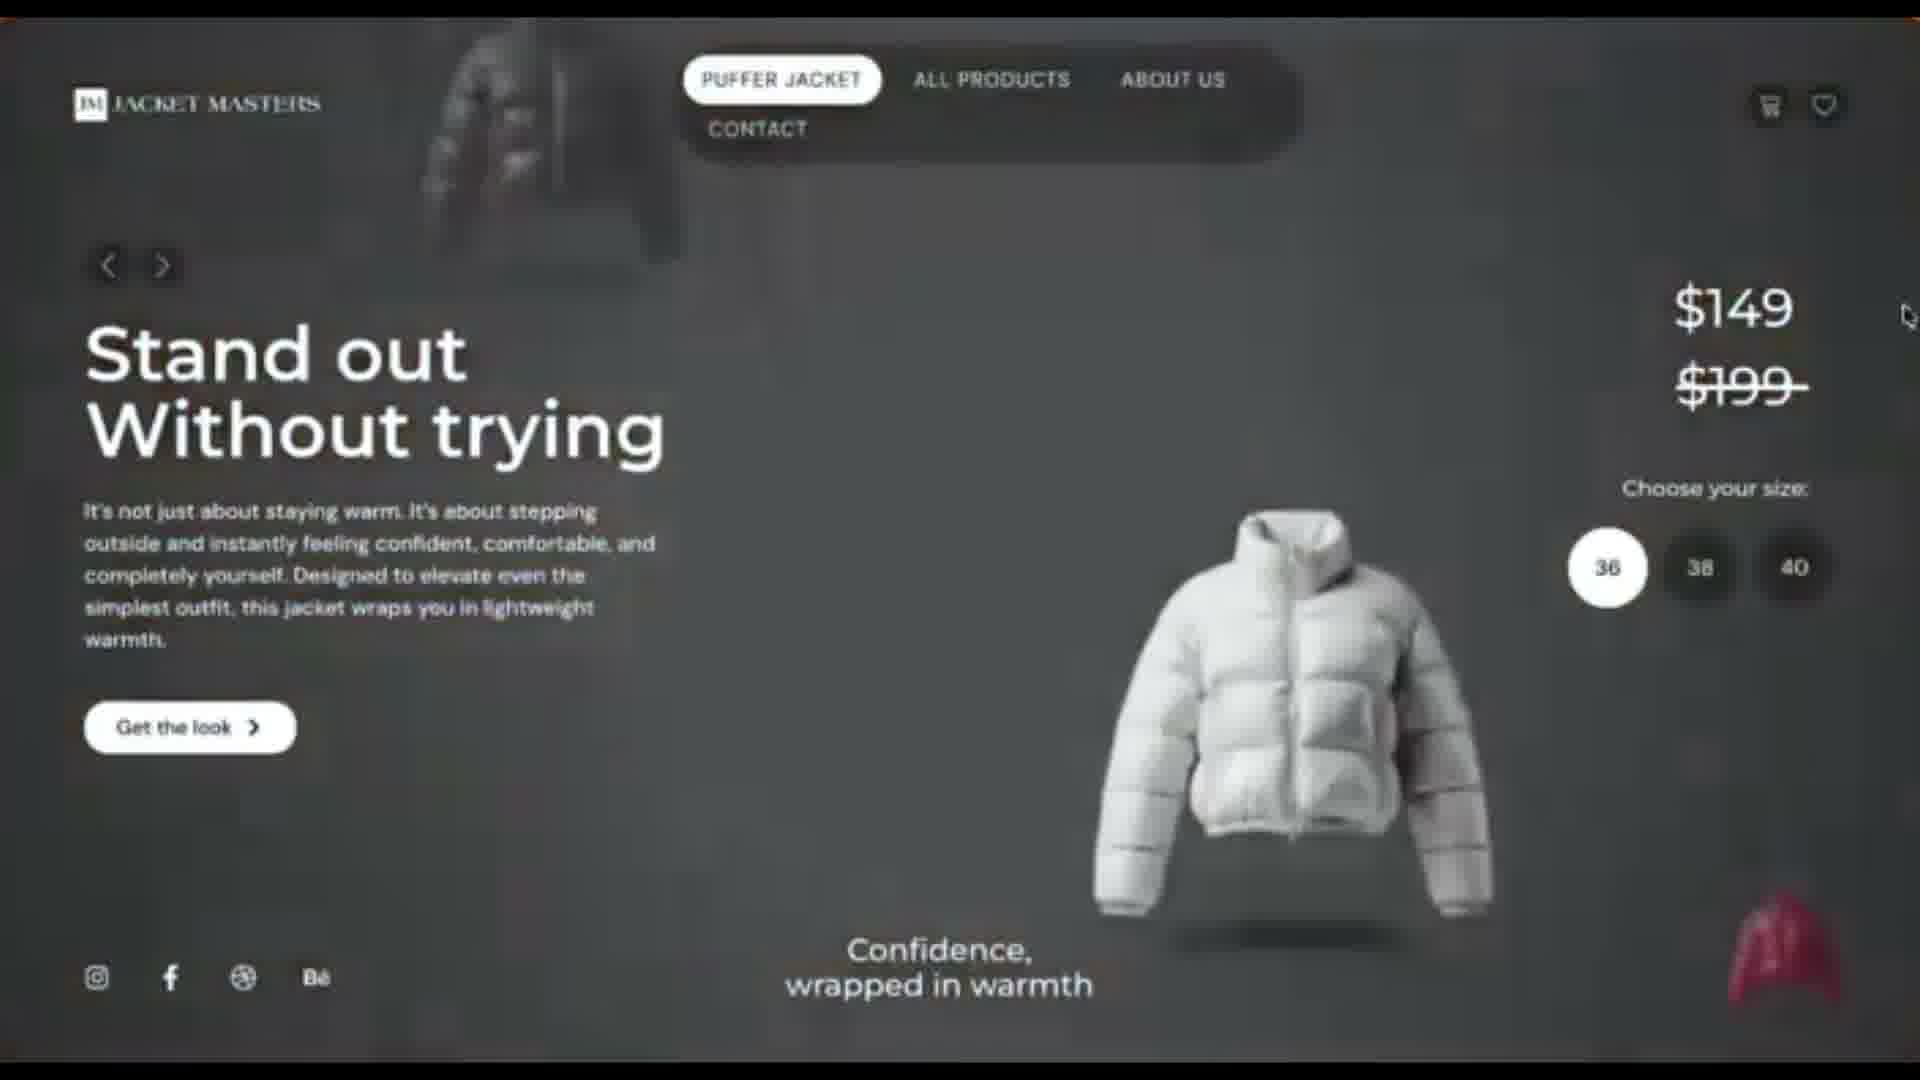 JM JACKET MASTERS
PUFFER JACKET ALL PRODUCTS ABOUT US
CONTACT
Stand out
Without trying
It's not just about staying warm. It's about stepping
outside and instantly feeling confident, comfortable, and
completely yourself. Designed to elevate even the
simplest outfit, this jacket wraps you in lightweight
warmth.
Get the look
$149
$199
Choose your size:
36 38 40
Confidence,
wrapped in warmth
Bē